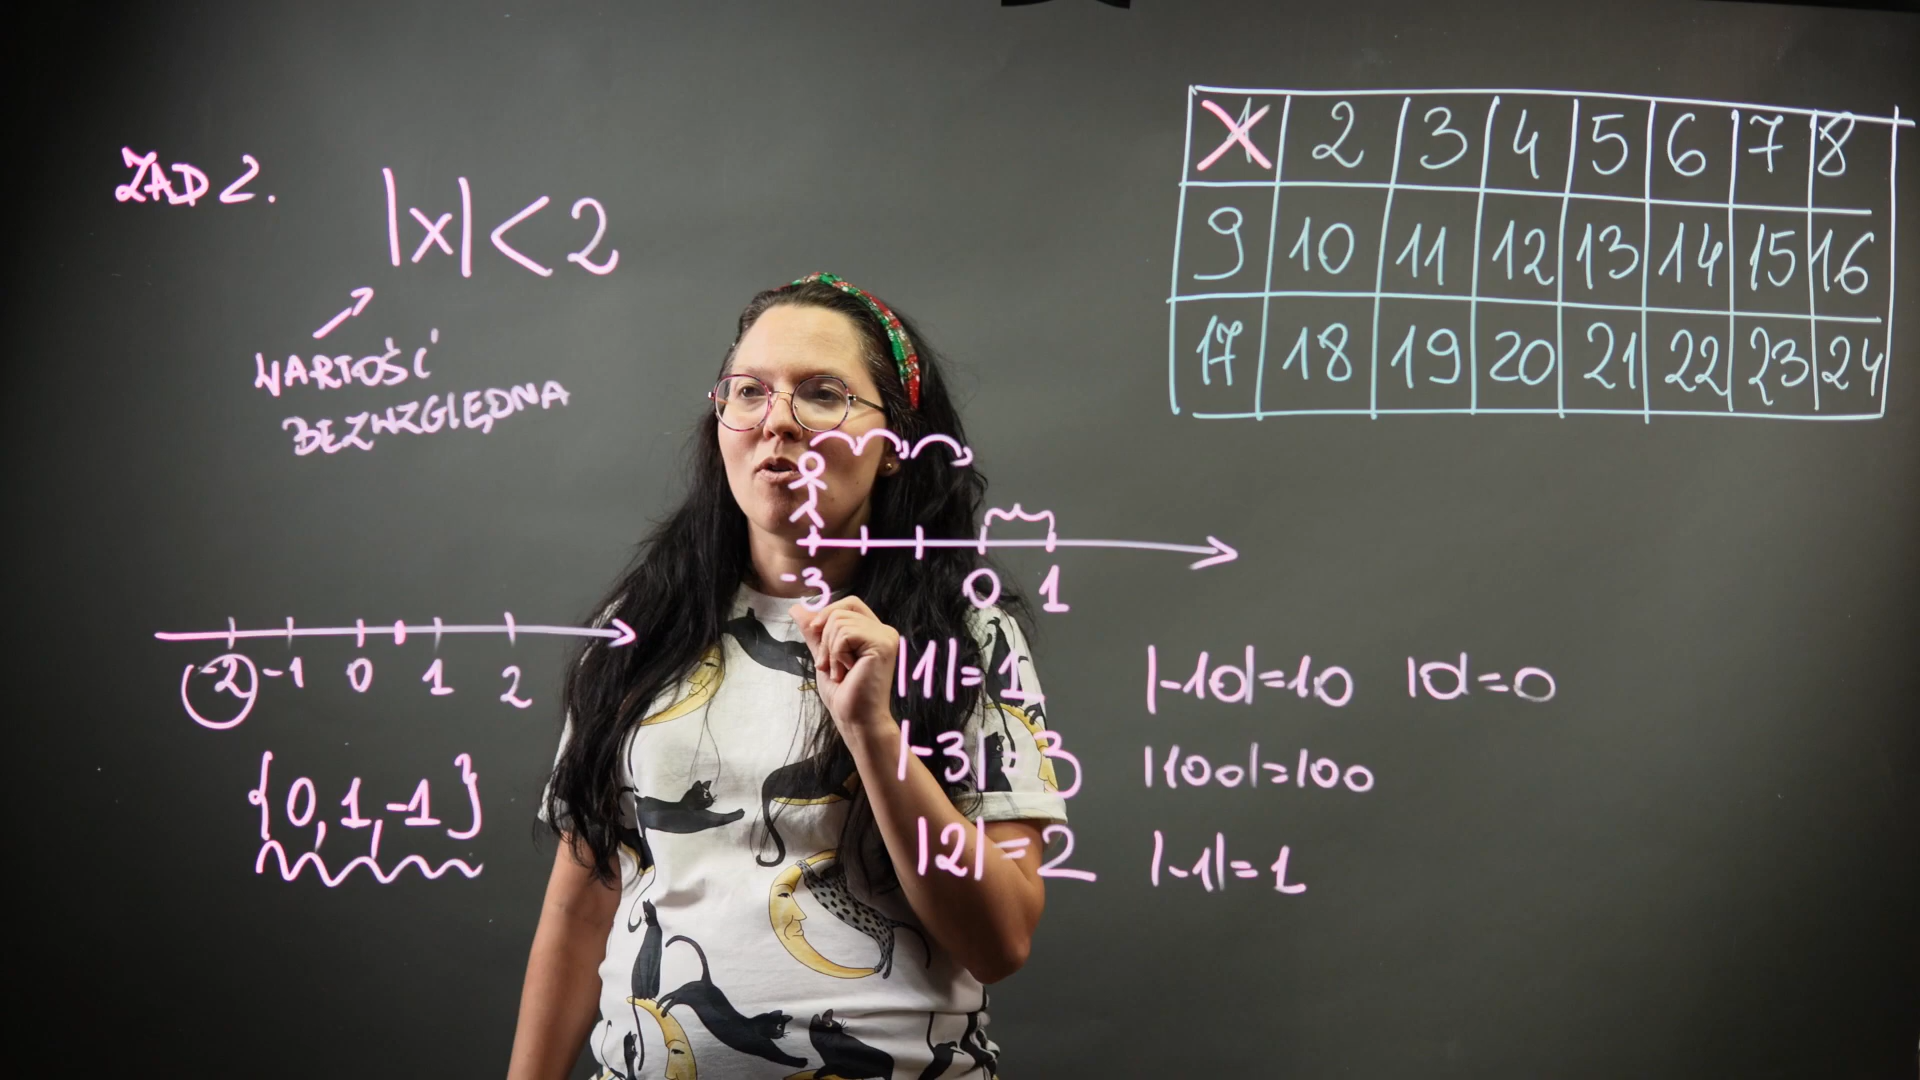 ZAD 2.
|x| < 2
WARTOŚĆ
BEZWZGLĘDNA
-2 -1 0 1 2
{0, 1, -1}
1 2 3 4 5 6 7 8
9 10 11 12 13 14 15 16
17 18 19 20 21 22 23 24
-3 0 1
|1|=1 |-10|=10 |0|=0
|-3|=3 |100|=100
|2|=2 |-1|=1